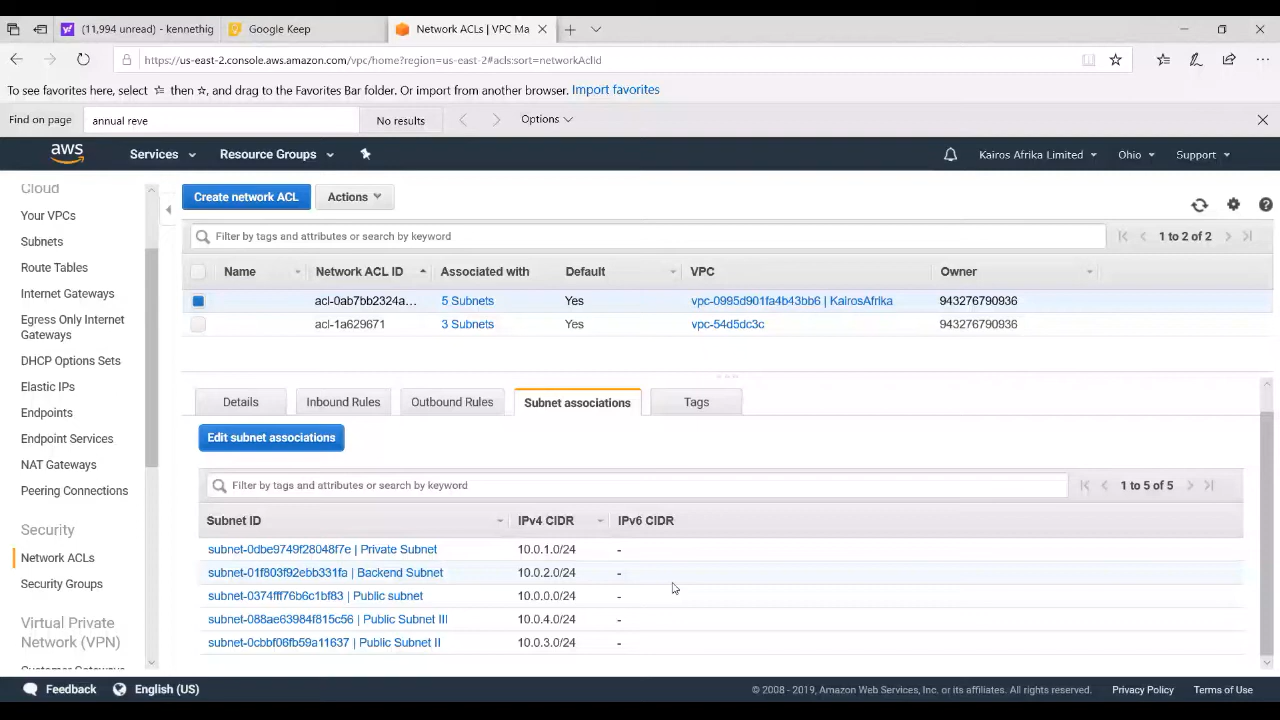 (11,994 unread) - kennethig
Google Keep
Network ACLs | VPC Ma
https://us-east-2.console.aws.amazon.com/vpc/home?region=us-east-2#acls:sort=networkAclId
To see favorites here, select ☆ then ☆, and drag to the Favorites Bar folder. Or import from another browser. Import favorites
Find on page
annual reve
No results
Options
aws
Services
Resource Groups
Kairos Afrika Limited
Ohio
Support
Cloud
Your VPCs
Subnets
Route Tables
Internet Gateways
Egress Only Internet
Gateways
DHCP Options Sets
Elastic IPs
Endpoints
Endpoint Services
NAT Gateways
Peering Connections
Security
Network ACLs
Security Groups
Virtual Private
Network (VPN)
Customer Gateways
Create network ACL
Actions
Filter by tags and attributes or search by keyword
1 to 2 of 2
Name Network ACL ID Associated with Default VPC Owner
acl-0ab7bb2324a... 5 Subnets Yes vpc-0995d901fa4b43bb6 | KairosAfrika 943276790936
acl-1a629671 3 Subnets Yes vpc-54d5dc3c 943276790936
Details
Inbound Rules
Outbound Rules
Subnet associations
Tags
Edit subnet associations
Filter by tags and attributes or search by keyword
1 to 5 of 5
Subnet ID IPv4 CIDR IPv6 CIDR
subnet-0dbe9749f28048f7e | Private Subnet 10.0.1.0/24 -
subnet-01f803f92ebb331fa | Backend Subnet 10.0.2.0/24 -
subnet-0374fff76b6c1bf83 | Public subnet 10.0.0.0/24 -
subnet-088ae63984f815c56 | Public Subnet III 10.0.4.0/24 -
subnet-0cbbf06fb59a11637 | Public Subnet II 10.0.3.0/24 -
Feedback
English (US)
© 2008 - 2019, Amazon Web Services, Inc. or its affiliates. All rights reserved.
Privacy Policy
Terms of Use